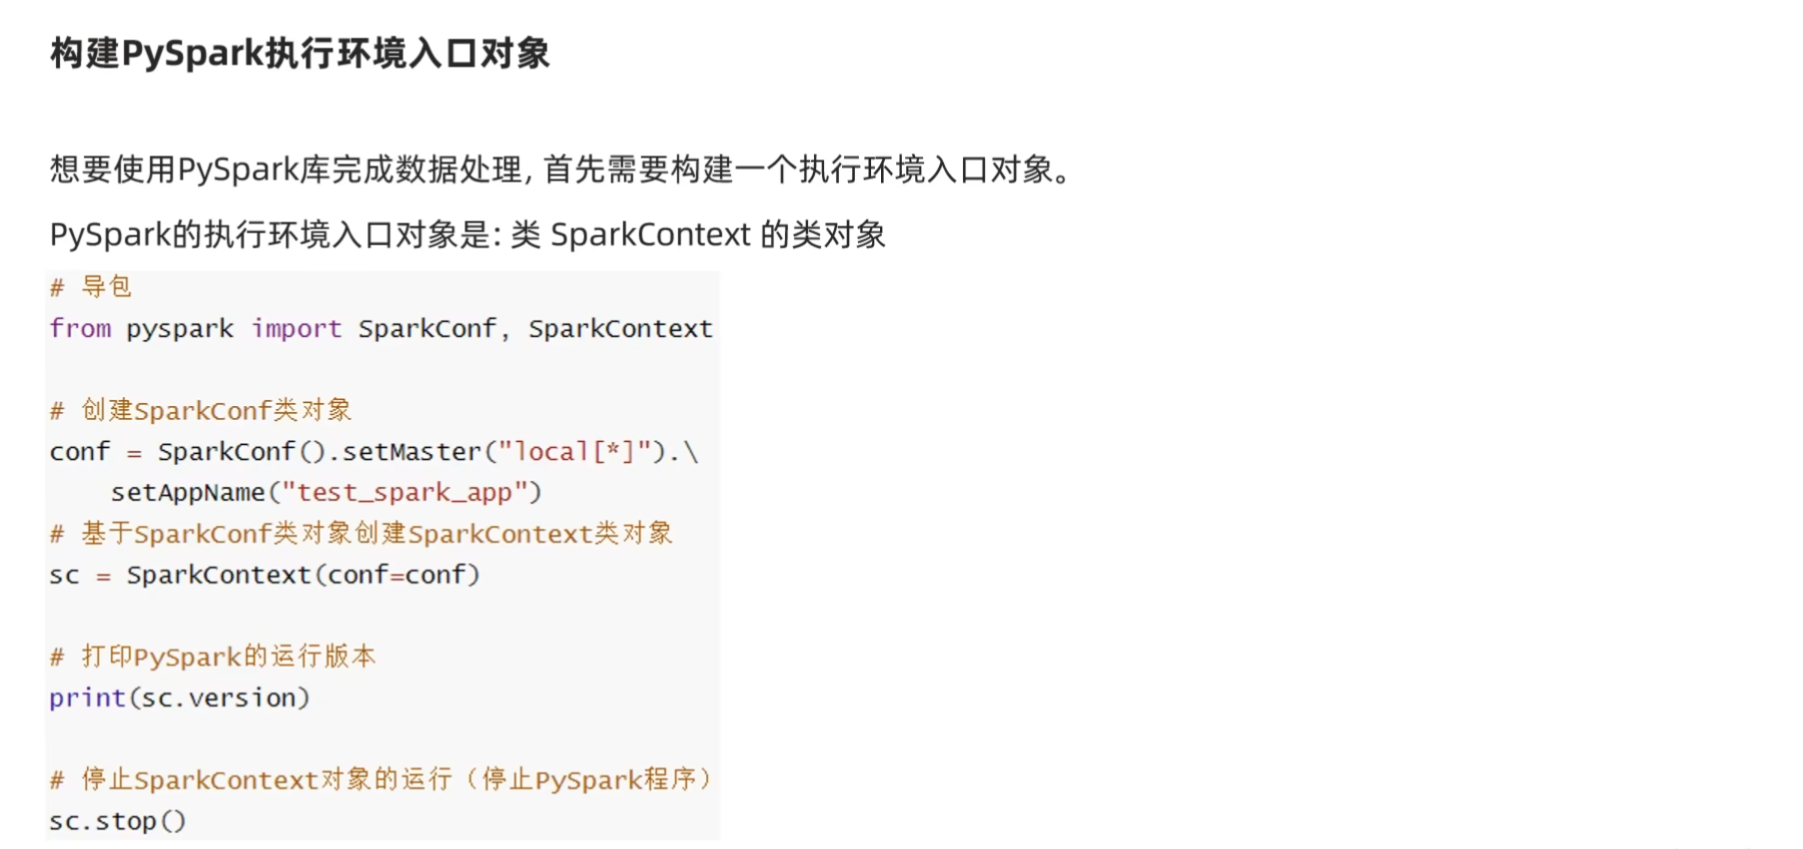 构建PySpark执行环境入口对象
想要使用PySpark库完成数据处理, 首先需要构建一个执行环境入口对象。
PySpark的执行环境入口对象是: 类 SparkContext 的类对象
# 导包
from pyspark import SparkConf, SparkContext
# 创建SparkConf类对象
conf = SparkConf().setMaster("local[*]").\
    setAppName("test_spark_app")
# 基于SparkConf类对象创建SparkContext类对象
sc = SparkContext(conf=conf)
# 打印PySpark的运行版本
print(sc.version)
# 停止SparkContext对象的运行（停止PySpark程序）
sc.stop()